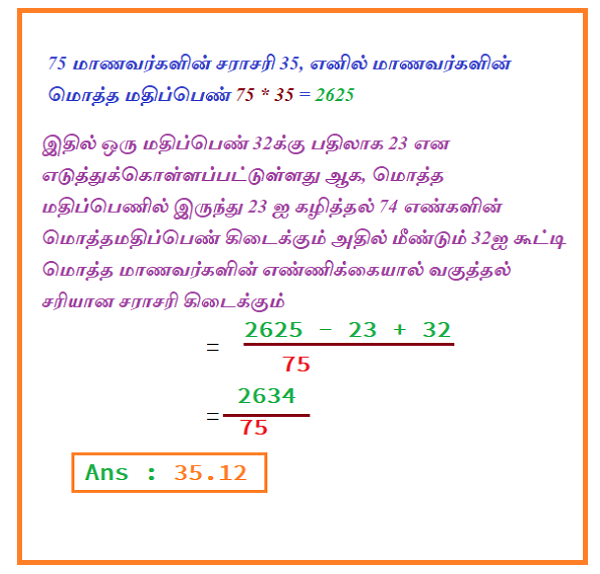 75 மாணவர்களின் சராசரி 35, எனில் மாணவர்களின்
மொத்த மதிப்பெண் 75 * 35 = 2625
இதில் ஒரு மதிப்பெண் 32க்கு பதிலாக 23 என
எடுத்துக்கொள்ளப்பட்டுள்ளது ஆக, மொத்த
மதிப்பெணில் இருந்து 23 ஐ கழித்தல் 74 எண்களின்
மொத்தமதிப்பெண் கிடைக்கும் அதில் மீண்டும் 32ஐ கூட்டி
மொத்த மாணவர்களின் எண்ணிக்கையால் வகுத்தல்
சரியான சராசரி கிடைக்கும்
= 2625 - 23 + 32
75
= 2634
75
Ans : 35.12